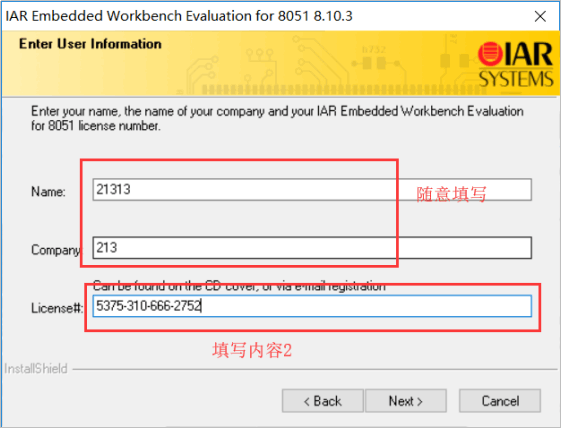 IAR Embedded Workbench Evaluation for 8051 8.10.3
Enter User Information
IAR
SYSTEMS
Enter your name, the name of your company and your IAR Embedded Workbench Evaluation
for 8051 license number.
Name:
21313
随意填写
Company
213
Can be found on the CD cover, or via e-mail registration
License#:
5375-310-666-2752
填写内容2
InstallShield
< Back
Next >
Cancel